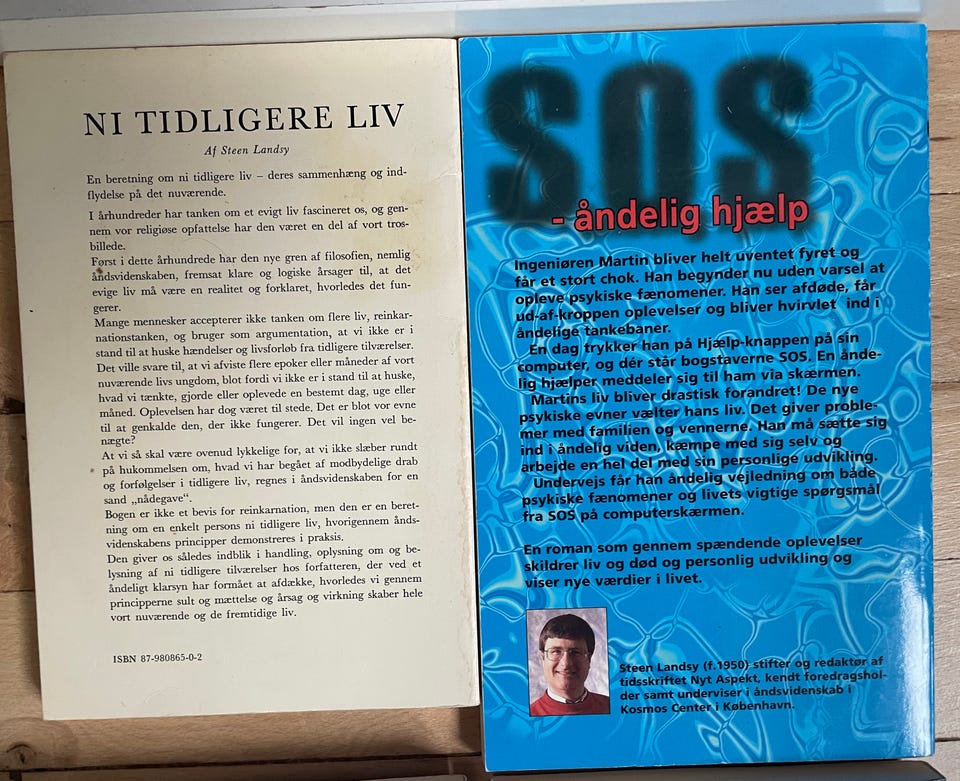 NI TIDLIGERE LIV
Af Steen Landsy
En beretning om ni tidligere liv – deres sammenhæng og ind-
flydelse på det nuværende.
I århundreder har tanken om et evigt liv fascineret os, og gen-
nem vor religiøse opfattelse har den været en del af vort tros-
billede.
Først i dette århundrede har den nye gren af filosofien, nemlig
åndsvidenskaben, fremsat klare og logiske årsager til, at det
evige liv må være en realitet og forklaret, hvorledes det fun-
gerer.
Mange mennesker accepterer ikke tanken om flere liv, reinkar-
nationstanken, og bruger som argumentation, at vi ikke er i
stand til at huske hændelser og livsforløb fra tidligere tilværelser.
Det ville svare til, at vi afviste flere epoker eller måneder af vort
nuværende livs ungdom, blot fordi vi ikke er i stand til at huske,
hvad vi tænkte, gjorde eller oplevede en bestemt dag, uge eller
måned. Oplevelsen har dog været til stede. Det er blot vor evne
til at genkalde den, der ikke fungerer. Det vil ingen vel be-
nægte?
At vi så skal være ovenud lykkelige for, at vi ikke slæber rundt
på hukommelsen om, hvad vi har begået af modbydelige drab
og forfølgelser i tidligere liv, regnes i åndsvidenskaben for en
sand „nådegave“.
Bogen er ikke et bevis for reinkarnation, men den er en beret-
ning om en enkelt persons ni tidligere liv, hvorigennem ånds-
videnskabens principper demonstreres i praksis.
Den giver os således indblik i handling, oplysning om og be-
lysning af ni tidligere tilværelser hos forfatteren, der ved et
åndeligt klarsyn har formået at afdække, hvorledes vi gennem
principperne sult og mættelse og årsag og virkning skaber hele
vort nuværende og de fremtidige liv.
ISBN 87-980865-0-2
SOS
- åndelig hjælp
Ingeniøren Martin bliver helt uventet fyret og
får et stort chok. Han begynder nu uden varsel at
opleve psykiske fænomener. Han ser afdøde, får
ud-af-kroppen oplevelser og bliver hvirvlet ind i
åndelige tankebaner.
En dag trykker han på Hjælp-knappen på sin
computer, og dér står bogstaverne SOS. En ånde-
lig hjælper meddeler sig til ham via skærmen.
Martins liv bliver drastisk forandret! De nye
psykiske evner vælter hans liv. Det giver proble-
mer med familien og vennerne. Han må sætte sig
ind i åndelig viden, kæmpe med sig selv og
arbejde en hel del med sin personlige udvikling.
Undervejs får han åndelig vejledning om både
psykiske fænomener og livets vigtige spørgsmål
fra SOS på computerskærmen.
En roman som gennem spændende oplevelser
skildrer liv og død og personlig udvikling og
viser nye værdier i livet.
Steen Landsy (f.1950) stifter og redaktør af
tidsskriftet Nyt Aspekt, kendt foredragshol-
der samt underviser i åndsvidenskab i
Kosmos Center i København.